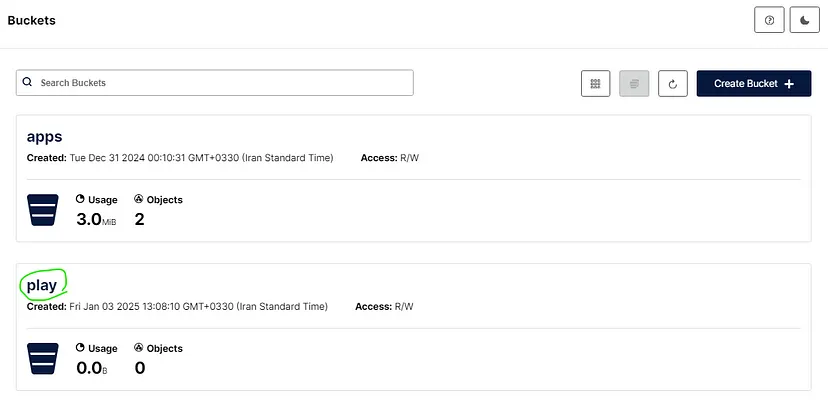 Buckets
Search Buckets
Create Bucket +
apps
Created: Tue Dec 31 2024 00:10:31 GMT+0330 (Iran Standard Time) Access: R/W
Usage Objects
3.0MiB 2
play
Created: Fri Jan 03 2025 13:08:10 GMT+0330 (Iran Standard Time) Access: R/W
Usage Objects
0.0B 0